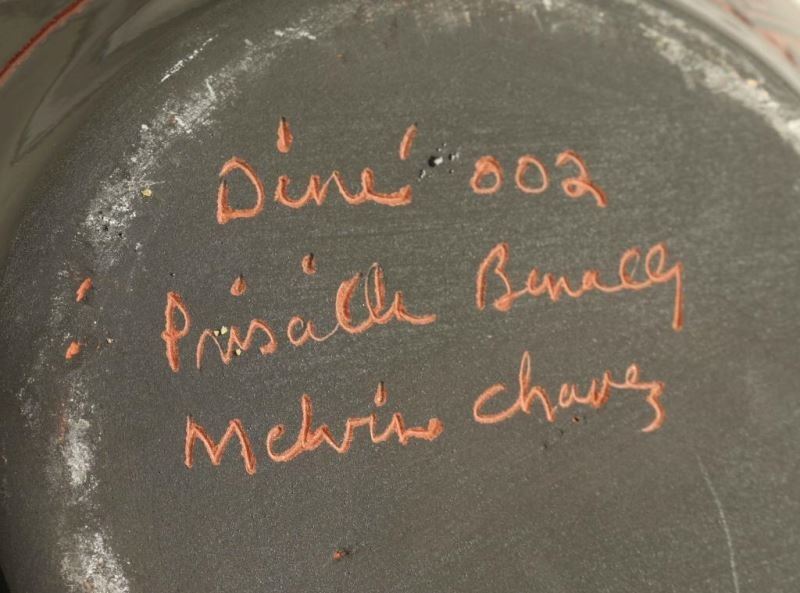 Diné 002
Priscilla Benally
Melvin Chavez